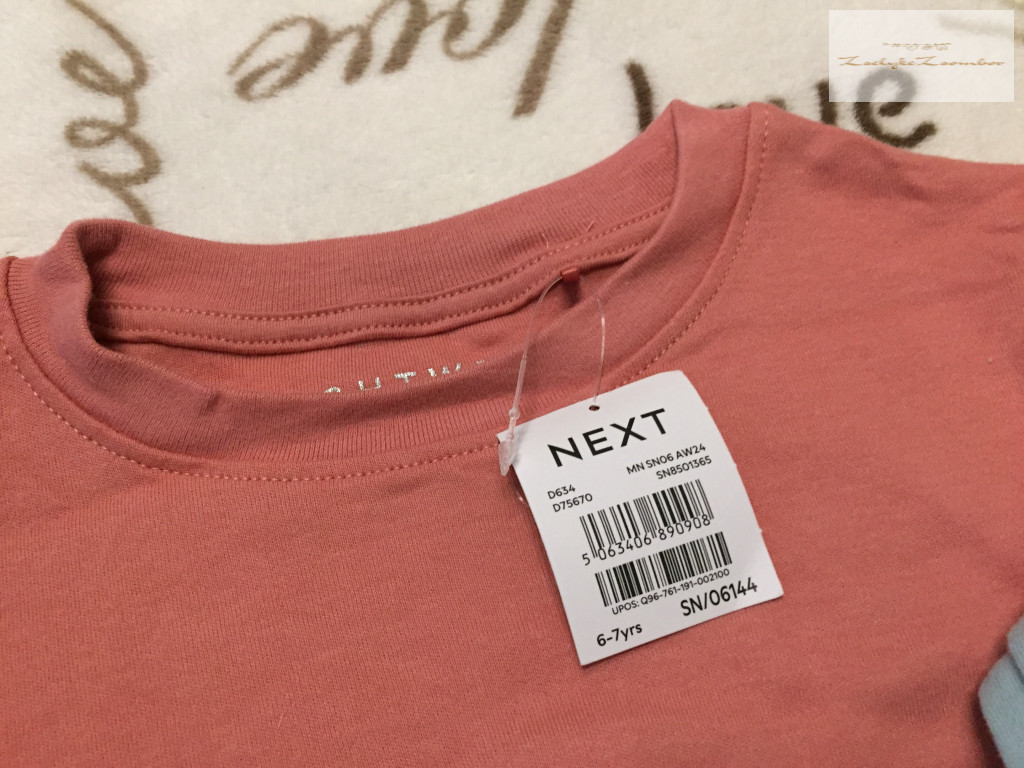 love
love
NEXT
MN SN06 AW24
SN8501365
D634
D75670
5 063406 890908
UPOS: Q96-761-191-002100
SN/06144
6-7yrs